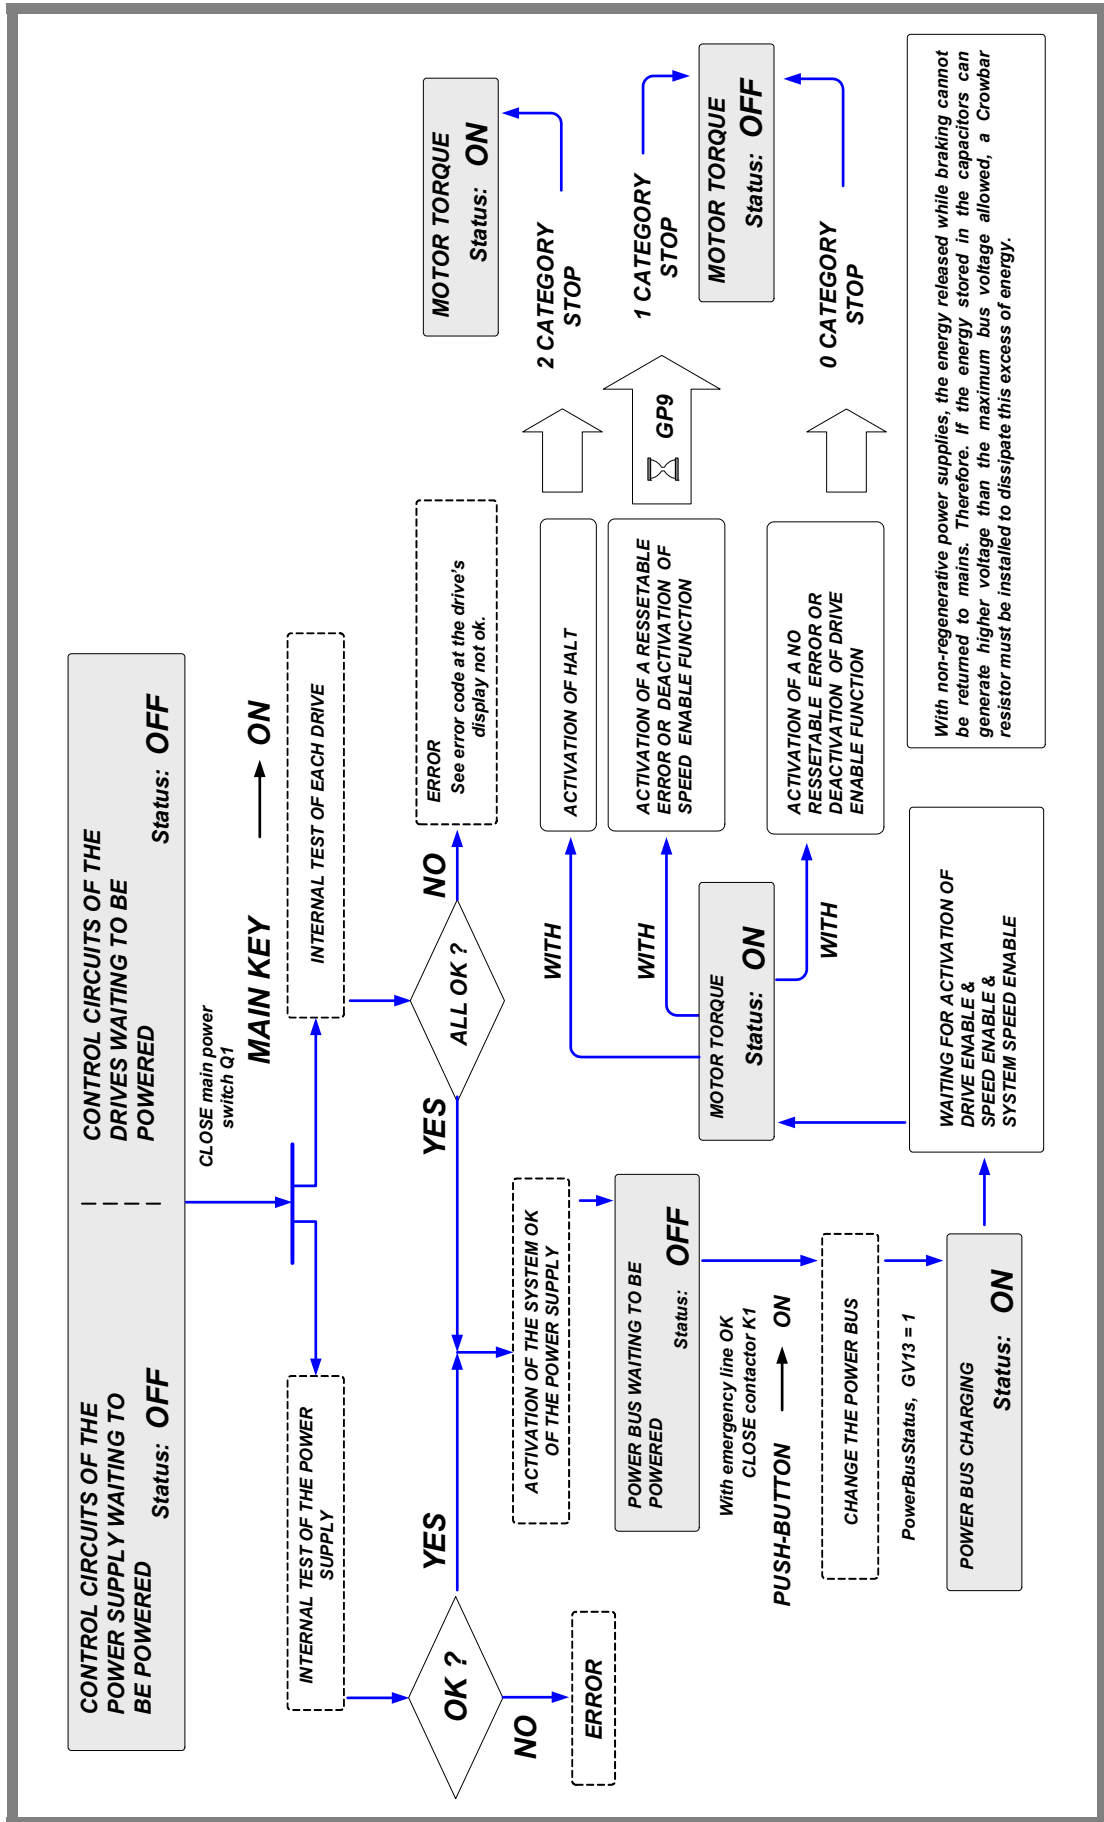 CONTROL CIRCUITS OF THE
POWER SUPPLY WAITING TO
BE POWERED
Status: OFF
CONTROL CIRCUITS OF THE
DRIVES WAITING TO BE
POWERED
Status: OFF
CLOSE main power
switch Q1
MAIN KEY
ON
INTERNAL TEST OF THE POWER
SUPPLY
INTERNAL TEST OF EACH DRIVE
OK ?
YES
NO
ERROR
ALL OK ?
YES
NO
ERROR
See error code at the drive's
display not ok.
ACTIVATION OF THE SYSTEM OK
OF THE POWER SUPPLY
POWER BUS WAITING TO BE
POWERED
Status: OFF
With emergency line OK
CLOSE contactor K1
PUSH-BUTTON
ON
CHANGE THE POWER BUS
PowerBusStatus, GV13 = 1
POWER BUS CHARGING
Status: ON
WAITING FOR ACTIVATION OF
DRIVE ENABLE &
SPEED ENABLE &
SYSTEM SPEED ENABLE
MOTOR TORQUE
Status: ON
WITH
WITH
WITH
ACTIVATION OF HALT
ACTIVATION OF A RESSETABLE
ERROR OR DEACTIVATION OF
SPEED ENABLE FUNCTION
ACTIVATION OF A NO
RESSETABLE ERROR OR
DEACTIVATION OF DRIVE
ENABLE FUNCTION
GP9
2 CATEGORY
STOP
1 CATEGORY
STOP
0 CATEGORY
STOP
MOTOR TORQUE
Status: ON
MOTOR TORQUE
Status: OFF
With non-regenerative power supplies, the energy released while braking cannot
be returned to mains. Therefore. If the energy stored in the capacitors can
generate higher voltage than the maximum bus voltage allowed, a Crowbar
resistor must be installed to dissipate this excess of energy.